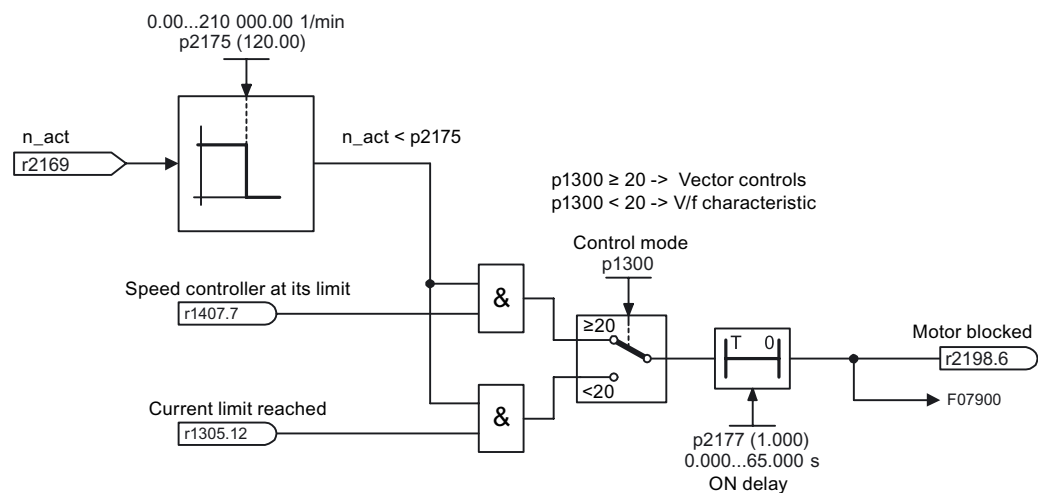 0.00...210 000.00 1/min
p2175 (120.00)
n_act
r2169
n_act < p2175
p1300 ≥ 20 -> Vector controls
p1300 < 20 -> V/f characteristic
Control mode
p1300
Speed controller at its limit
r1407.7
&
≥20
<20
T 0
Motor blocked
r2198.6
F07900
Current limit reached
r1305.12
&
p2177 (1.000)
0.000...65.000 s
ON delay